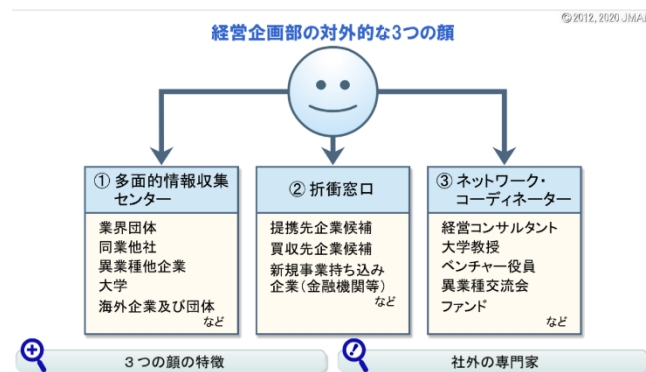 ©2012, 2020 JMA
経営企画部の対外的な3つの顔
① 多面的情報収集
センター
業界団体
同業他社
異業種他企業
大学
海外企業及び団体
など
② 折衝窓口
提携先企業候補
買収先企業候補
新規事業持ち込み
企業(金融機関等)
など
③ ネットワーク・
コーディネーター
経営コンサルタント
大学教授
ベンチャー役員
異業種交流会
ファンド
など
3つの顔の特徴
社外の専門家